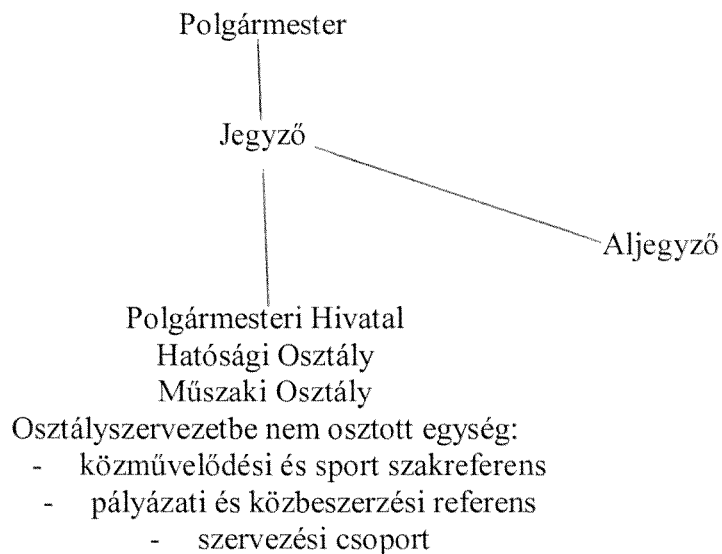 Polgármester
Jegyző
Aljegyző
Polgármesteri Hivatal
Hatósági Osztály
Műszaki Osztály
Osztályszervezetbe nem osztott egység:
- közművelődési és sport szakreferens
- pályázati és közbeszerzési referens
- szervezési csoport